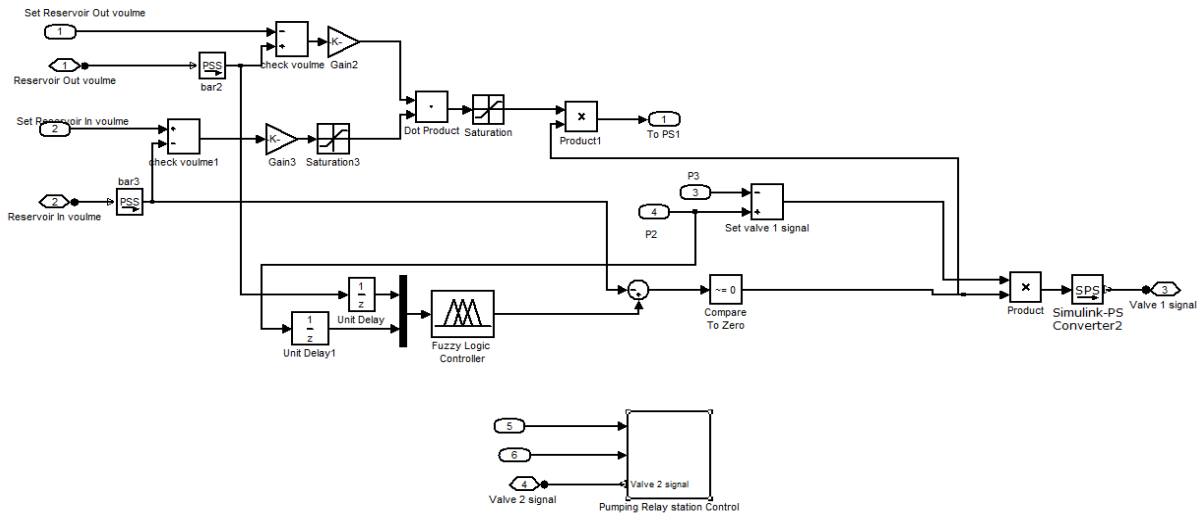 Set Reservoir Out voulme
1
-
+
check voulme
-K-
Gain2
1
Reservoir Out voulme
PSS
bar2
Set Reservoir In voulme
2
+
-
check voulme1
-K-
Gain3
Saturation3
Dot Product
Saturation
×
Product1
1
To PS1
bar3
2
PSS
Reservoir In voulme
P3
3
-
4
+
P2
Set valve 1 signal
1
z
Unit Delay
1
z
Unit Delay1
Fuzzy Logic
Controller
~= 0
Compare
To Zero
×
Product
SPS
Simulink-PS
Converter2
3
Valve 1 signal
5
6
4
Valve 2 signal
Valve 2 signal
Pumping Relay station Control